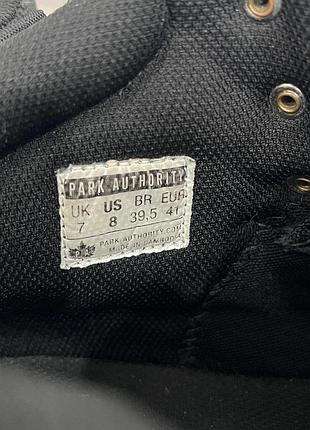 PARK AUTHORITY
UK US BR EUR
7 8 39,5 41
PARK-AUTHORITY.COM
MADE IN CAMBODIA